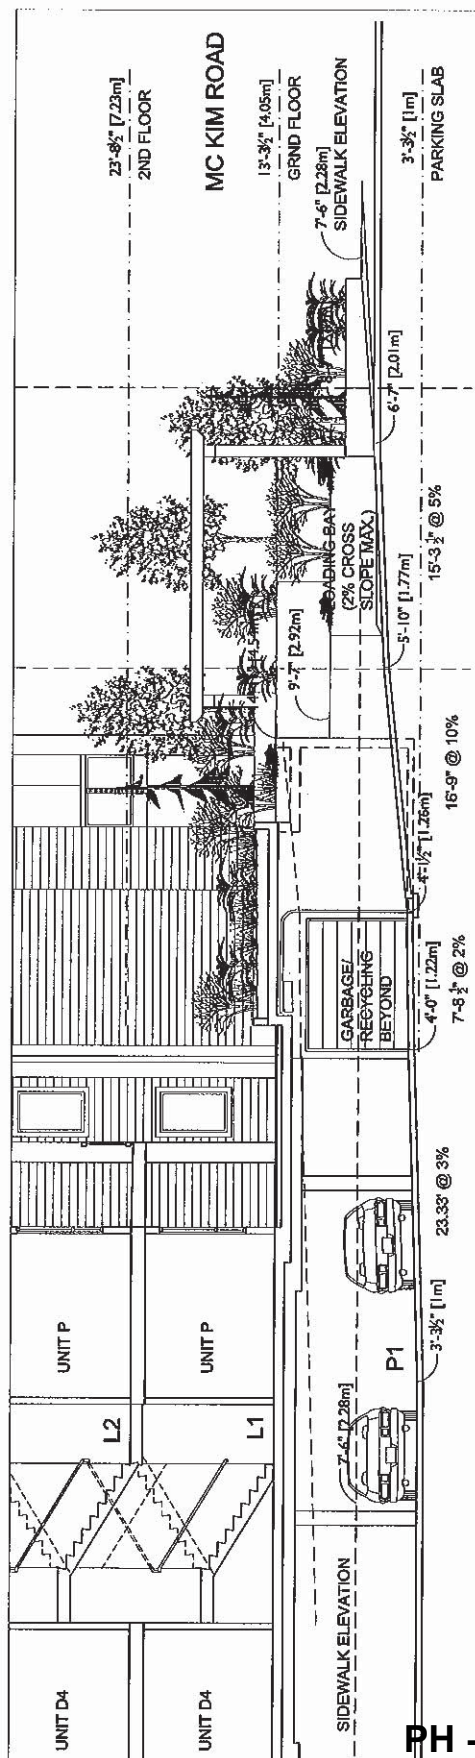 23'-8½" [7.23m]
2ND FLOOR
MC KIM ROAD
13'-3½" [4.05m]
GRND FLOOR
7'-6" [2.28m]
SIDEWALK ELEVATION
3'-3½" [1m]
PARKING SLAB
6'-7" [2.01m]
15'-3 ½" @ 5%
LOADING BAY
(2% CROSS
SLOPE MAX.)
9'-7" [2.92m]
5'-10" [1.77m]
16'-9" @ 10%
4'-1½" [1.26m]
GARBAGE/
RECYCLING
BEYOND
4'-0" [1.22m]
7'-8 ½" @ 2%
23.33' @ 3%
UNIT P
UNIT P
P1
3'-3½" [1m]
L2
L1
7'-6" [2.28m]
SIDEWALK ELEVATION
UNIT D4
UNIT D4
PH -